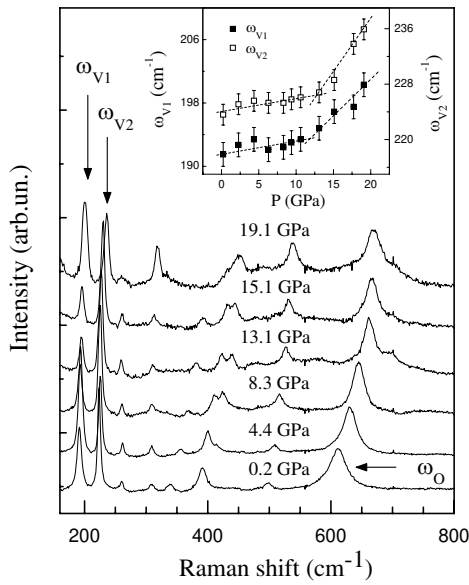 ω_V1
ω_V2
ω_V1
ω_V2
206
198
190
ω_V1 (cm⁻¹)
236
228
220
ω_V2 (cm⁻¹)
0 5 10 15 20
P (GPa)
Intensity (arb.un.)
19.1 GPa
15.1 GPa
13.1 GPa
8.3 GPa
4.4 GPa
0.2 GPa
ω_O
200 400 600 800
Raman shift (cm⁻¹)